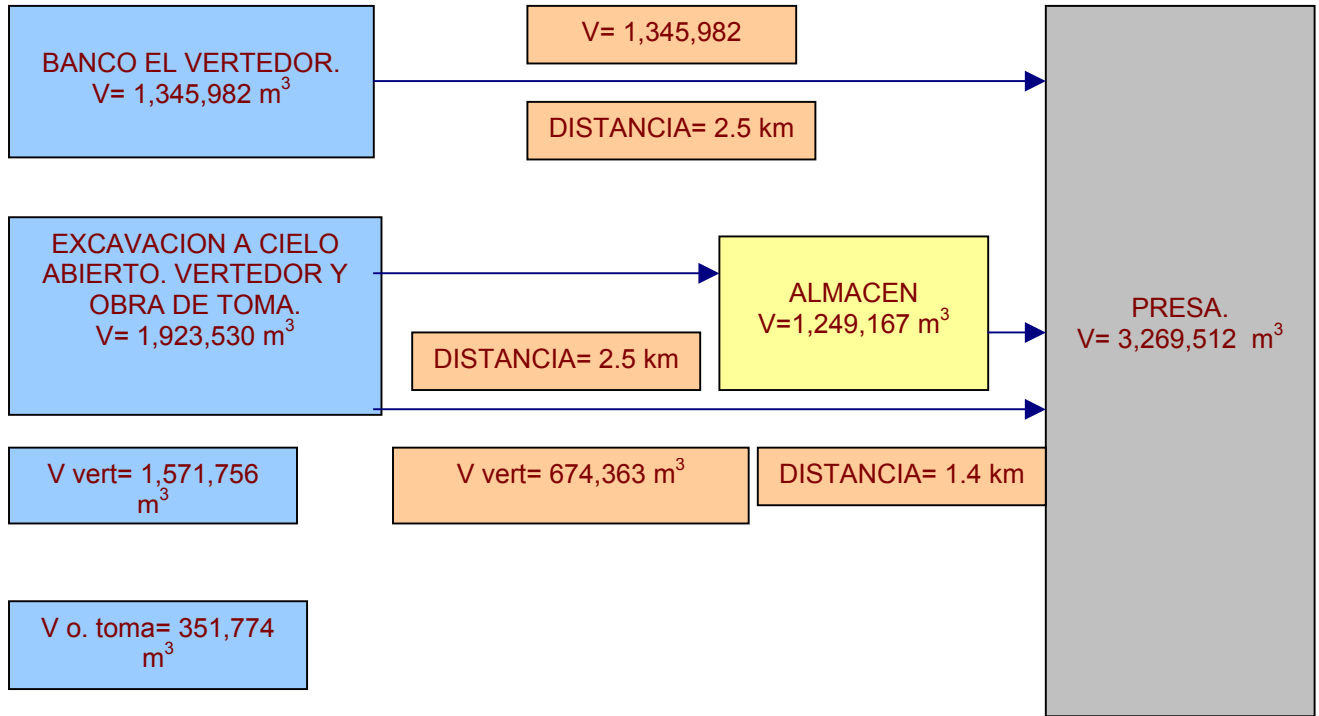 V= 1,345,982
BANCO EL VERTEDOR.
V= 1,345,982 m³
DISTANCIA= 2.5 km
EXCAVACION A CIELO
ABIERTO. VERTEDOR Y
OBRA DE TOMA.
V= 1,923,530 m³
ALMACEN
V=1,249,167 m³
PRESA.
V= 3,269,512 m³
DISTANCIA= 2.5 km
V vert= 1,571,756
m³
V vert= 674,363 m³
DISTANCIA= 1.4 km
V o. toma= 351,774
m³